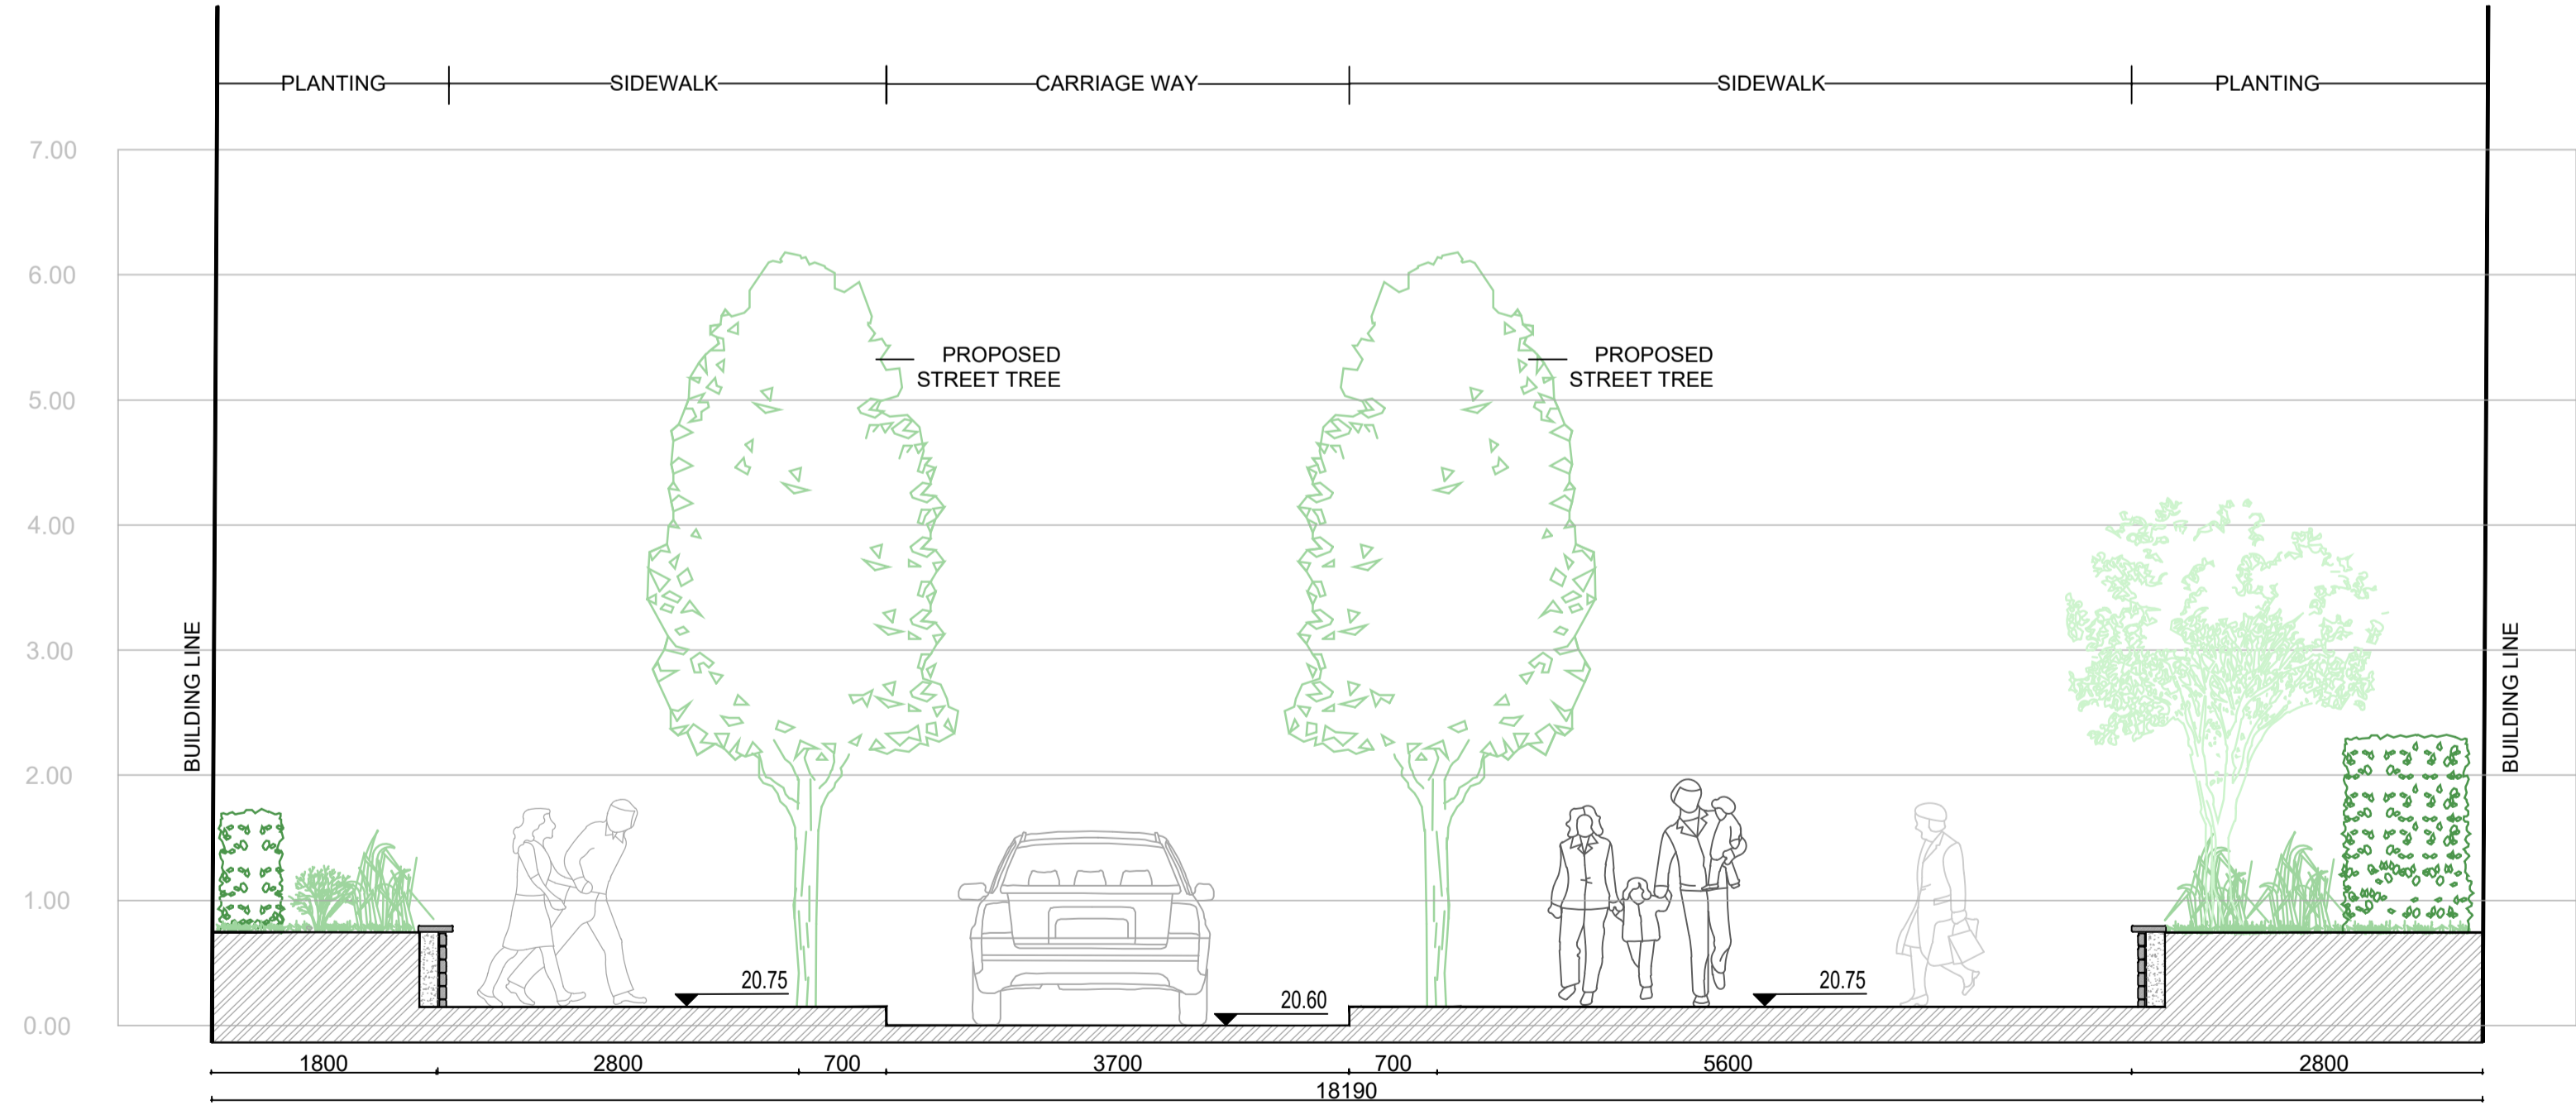 PLANTING
SIDEWALK
CARRIAGE WAY
SIDEWALK
PLANTING
7.00
6.00
5.00
4.00
3.00
2.00
1.00
0.00
BUILDING LINE
PROPOSED
STREET TREE
PROPOSED
STREET TREE
BUILDING LINE
20.75
20.60
20.75
1800
2800
700
3700
700
5600
2800
18190